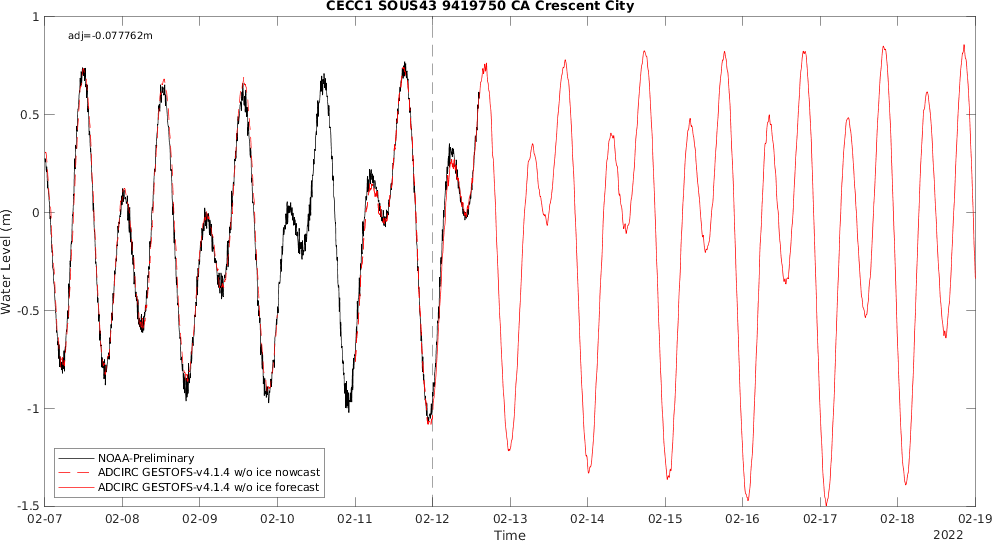 CECC1 SOUS43 9419750 CA Crescent City
adj=-0.077762m
1
0.5
0
-0.5
-1
-1.5
Water Level (m)
NOAA-Preliminary
ADCIRC GESTOFS-v4.1.4 w/o ice nowcast
ADCIRC GESTOFS-v4.1.4 w/o ice forecast
02-07 02-08 02-09 02-10 02-11 02-12 02-13 02-14 02-15 02-16 02-17 02-18 02-19
Time
2022